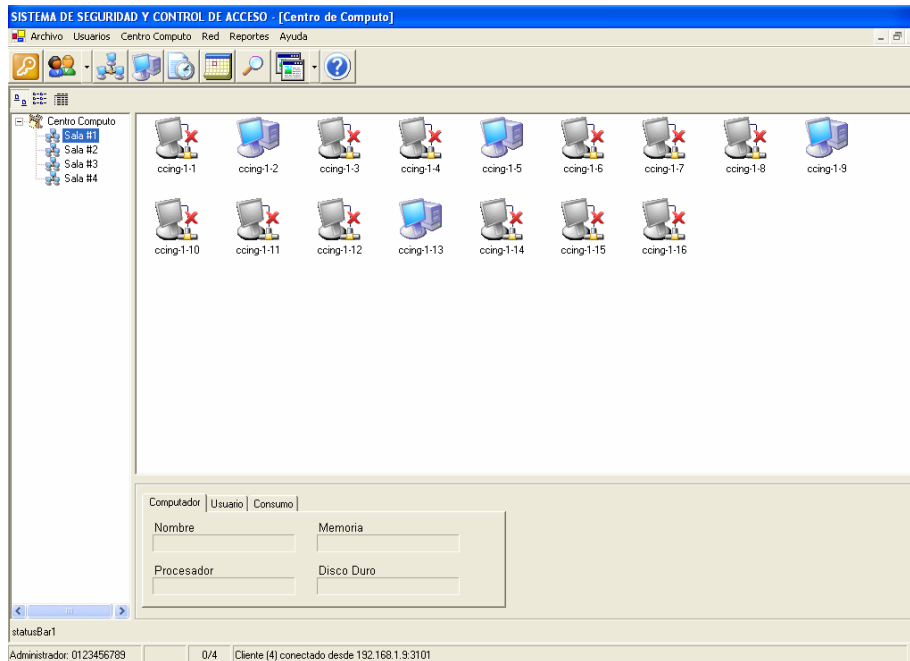 SISTEMA DE SEGURIDAD Y CONTROL DE ACCESO - [Centro de Computo]
Archivo Usuarios Centro Computo Red Reportes Ayuda
Centro Computo
Sala #1
Sala #2
Sala #3
Sala #4
ccing-1-1 ccing-1-2 ccing-1-3 ccing-1-4 ccing-1-5 ccing-1-6 ccing-1-7 ccing-1-8 ccing-1-9
ccing-1-10 ccing-1-11 ccing-1-12 ccing-1-13 ccing-1-14 ccing-1-15 ccing-1-16
Computador Usuario Consumo
Nombre Memoria
Procesador Disco Duro
statusBar1
Administrador: 0123456789 0/4 Cliente (4) conectado desde 192.168.1.9:3101